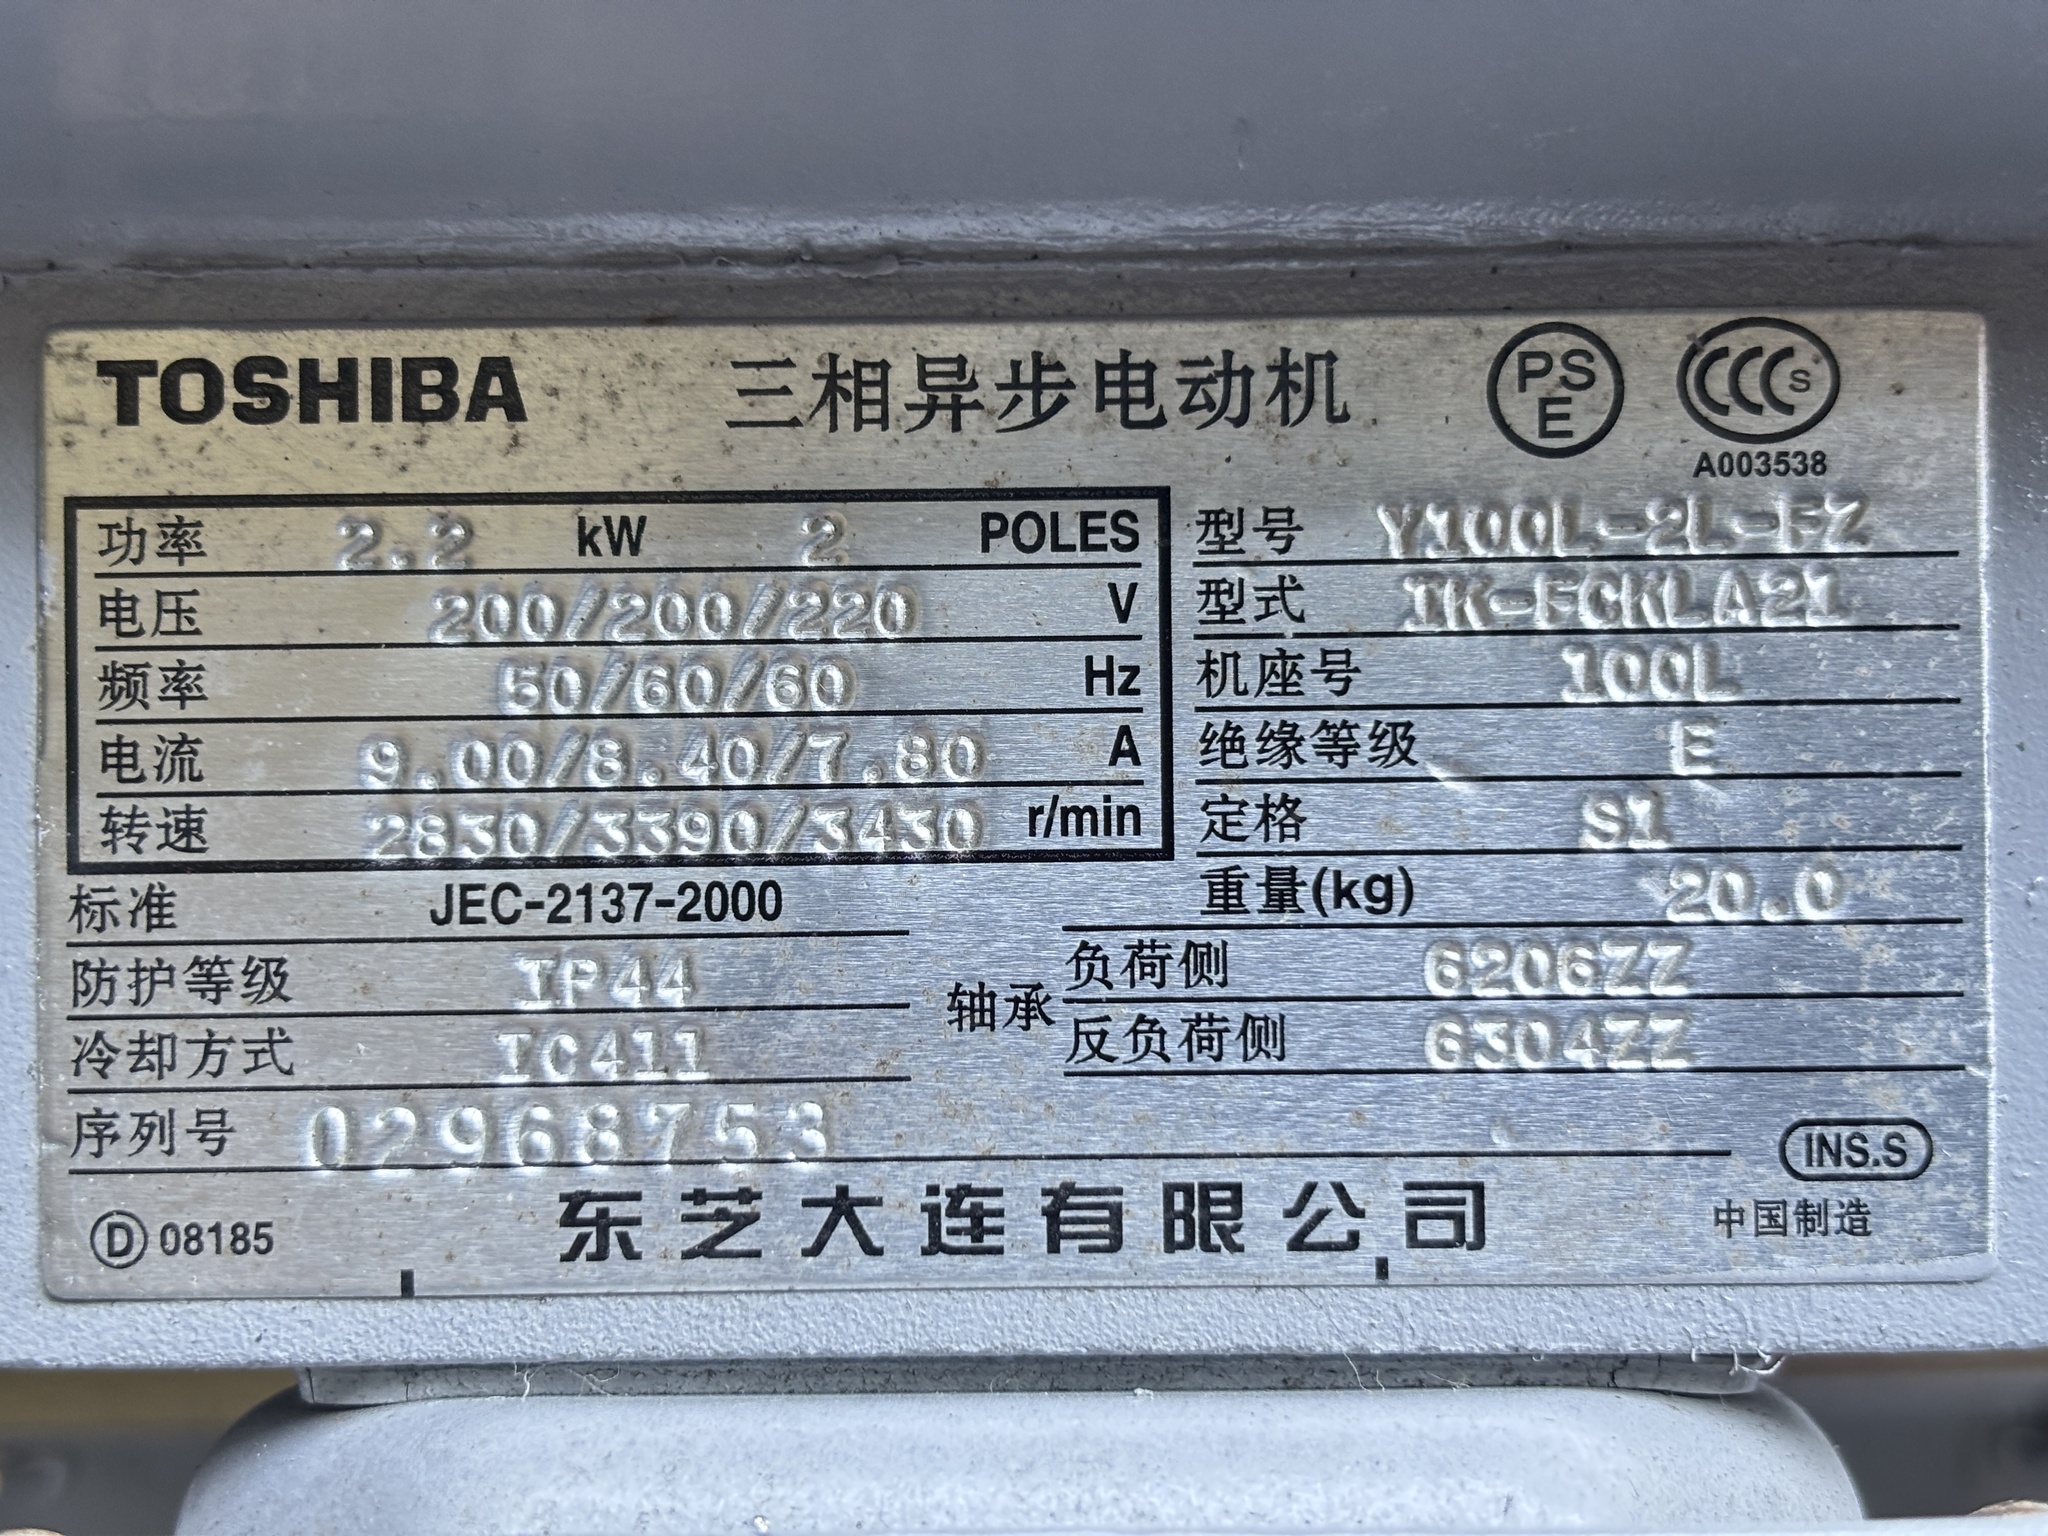 TOSHIBA 三相异步电动机 PSE CCCS
A003538
功率 2.2 kW 2 POLES
电压 200/200/220 V
频率 50/60/60 Hz
电流 9.00/8.40/7.80 A
转速 2830/3390/3430 r/min
标准 JEC-2137-2000
防护等级 IP44
冷却方式 IC411
序列号 02968753
型号 Y100L-2L-FZ
型式 IK-FCKLA21
机座号 100L
绝缘等级 E
定格 S1
重量(kg) 20.0
轴承
负荷侧 6206ZZ
反负荷侧 6304ZZ
INS.S
Ⓓ 08185 东芝大连有限公司 中国制造